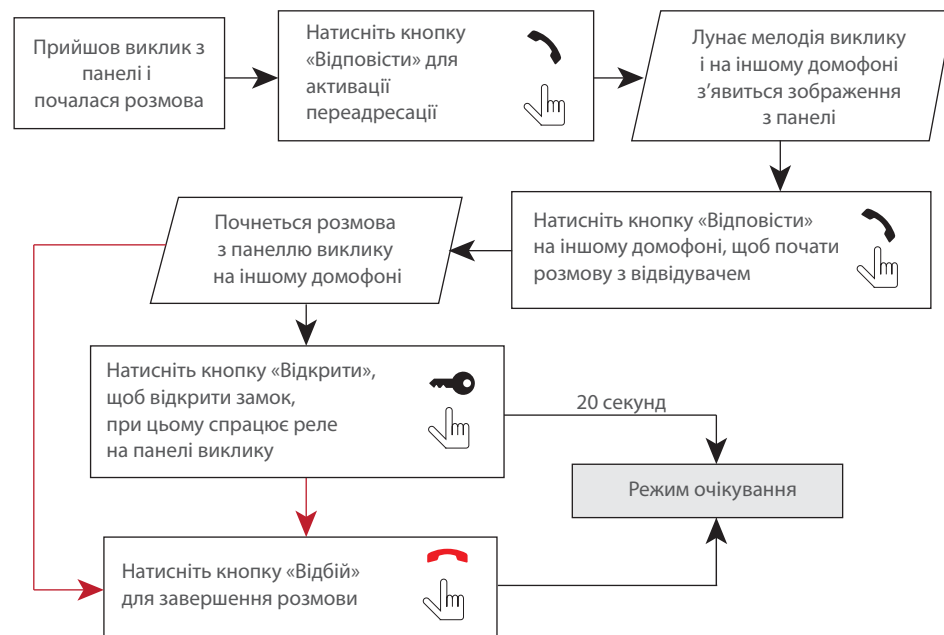 Прийшов виклик з
панелі і
почалася розмова
Натисніть кнопку
«Відповісти» для
активації
переадресації
Лунає мелодія виклику
і на іншому домофоні
з’явиться зображення
з панелі
Натисніть кнопку «Відповісти»
на іншому домофоні, щоб почати
розмову з відвідувачем
Почнеться розмова
з панеллю виклику
на іншому домофоні
Натисніть кнопку «Відкрити»,
щоб відкрити замок,
при цьому спрацює реле
на панелі виклику
20 секунд
Режим очікування
Натисніть кнопку «Відбій»
для завершення розмови